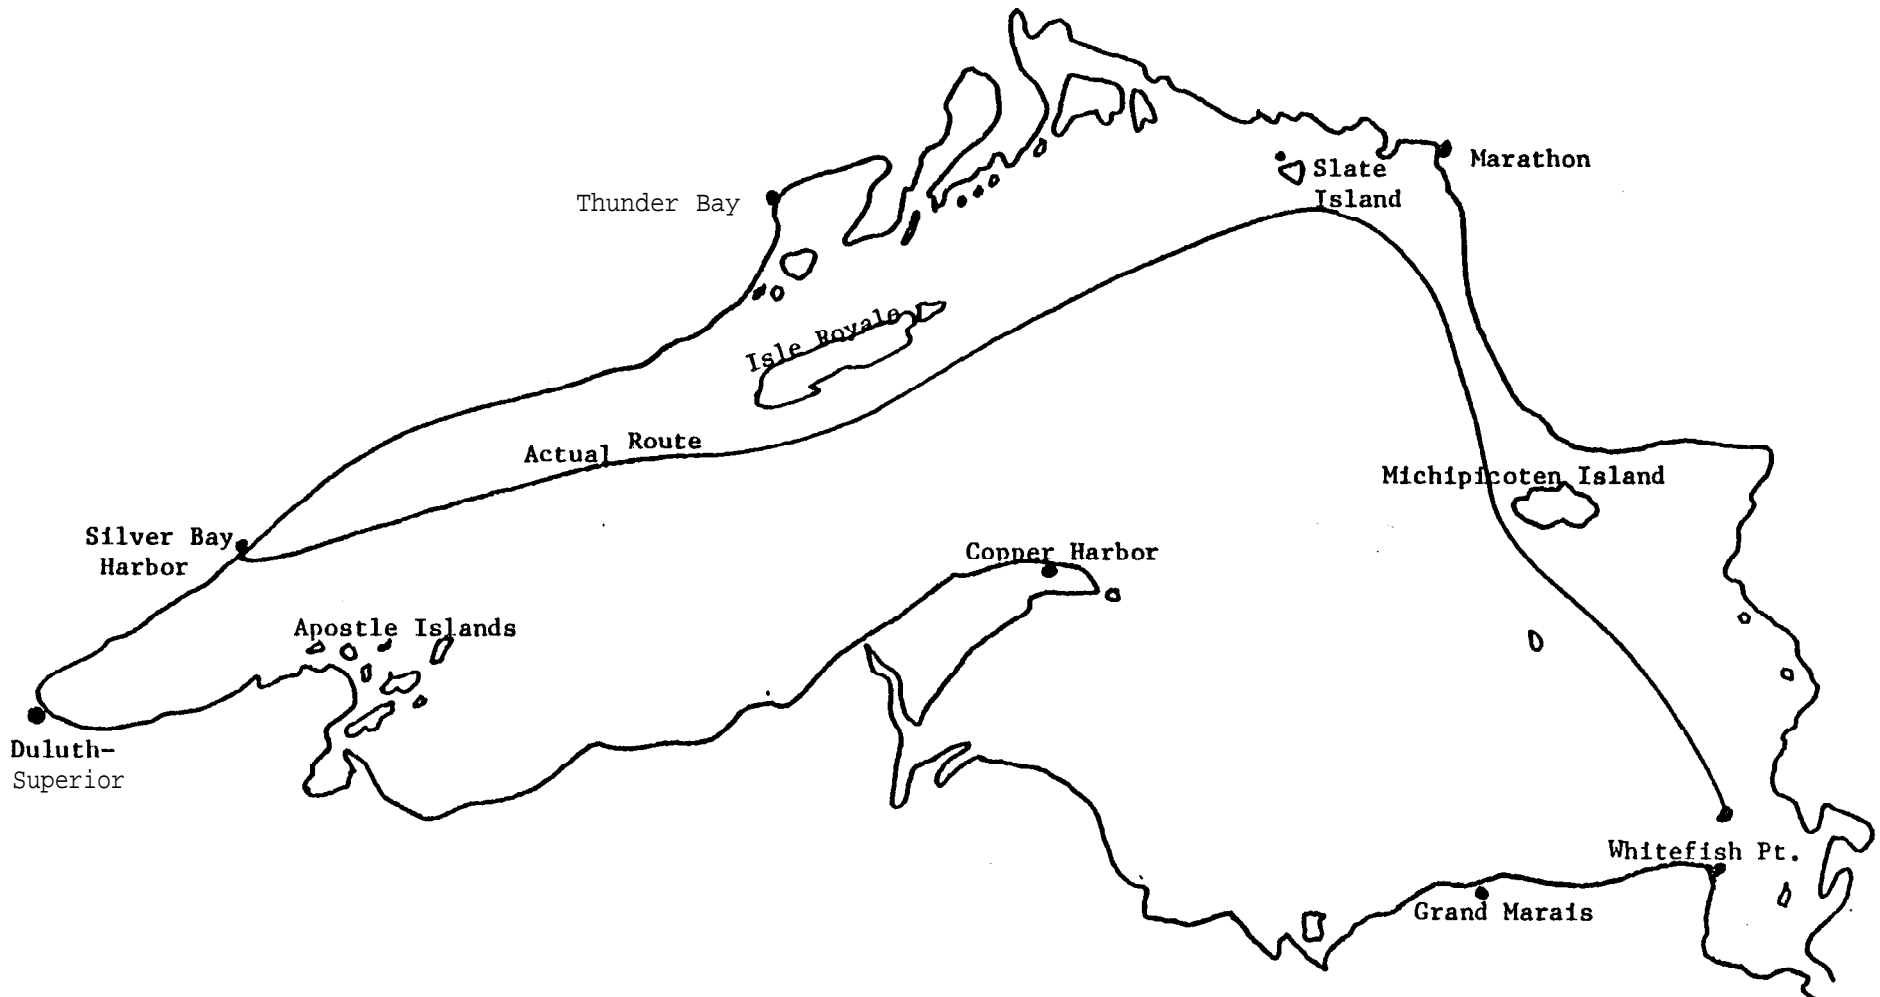 Marathon
Slate
Island
Thunder Bay
Isle Royale
Actual Route
Michipicoten Island
Silver Bay
Harbor
Copper Harbor
Apostle Islands
Duluth-
Superior
Whitefish Pt.
Grand Marais